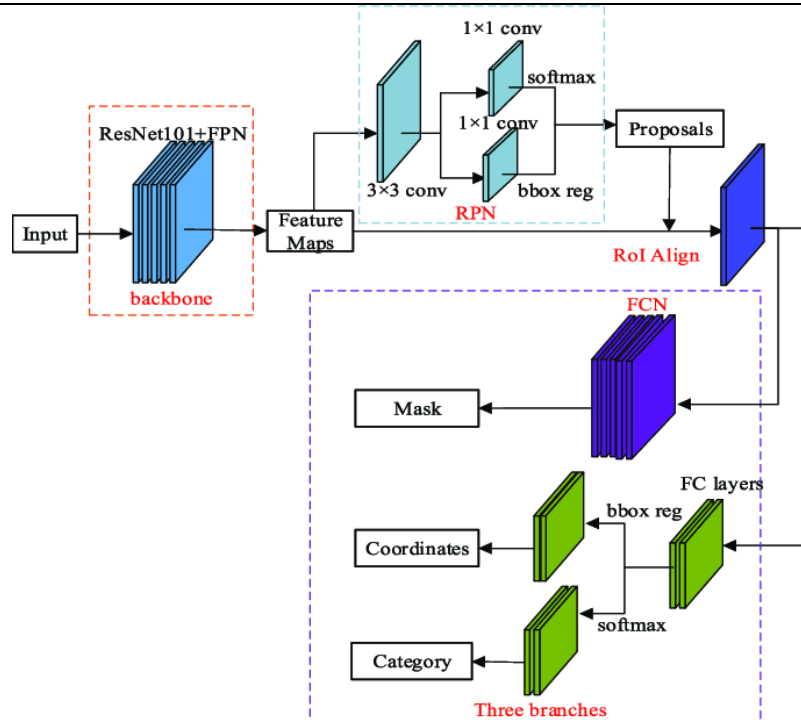 1×1 conv
softmax
ResNet101+FPN
1×1 conv
Proposals
3×3 conv
bbox reg
RPN
Input
Feature
Maps
RoI Align
backbone
FCN
Mask
FC layers
bbox reg
Coordinates
softmax
Category
Three branches